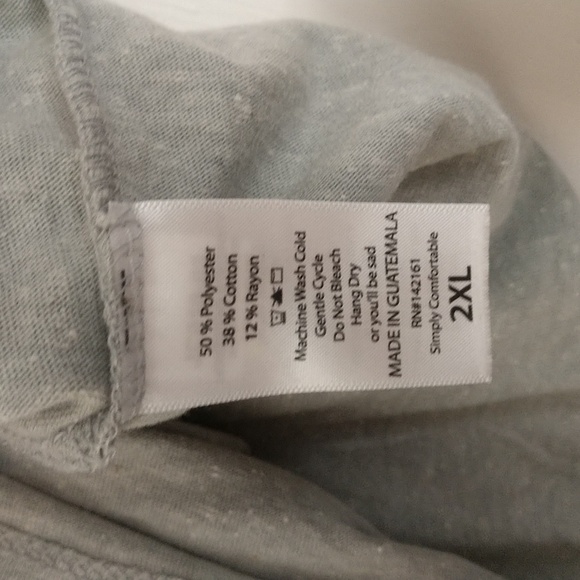 50 % Polyester
38 % Cotton
12 % Rayon
Machine Wash Cold
Gentle Cycle
Do Not Bleach
Hang Dry
or you'll be sad
MADE IN GUATEMALA
RN#142161
Simply Comfortable
2XL